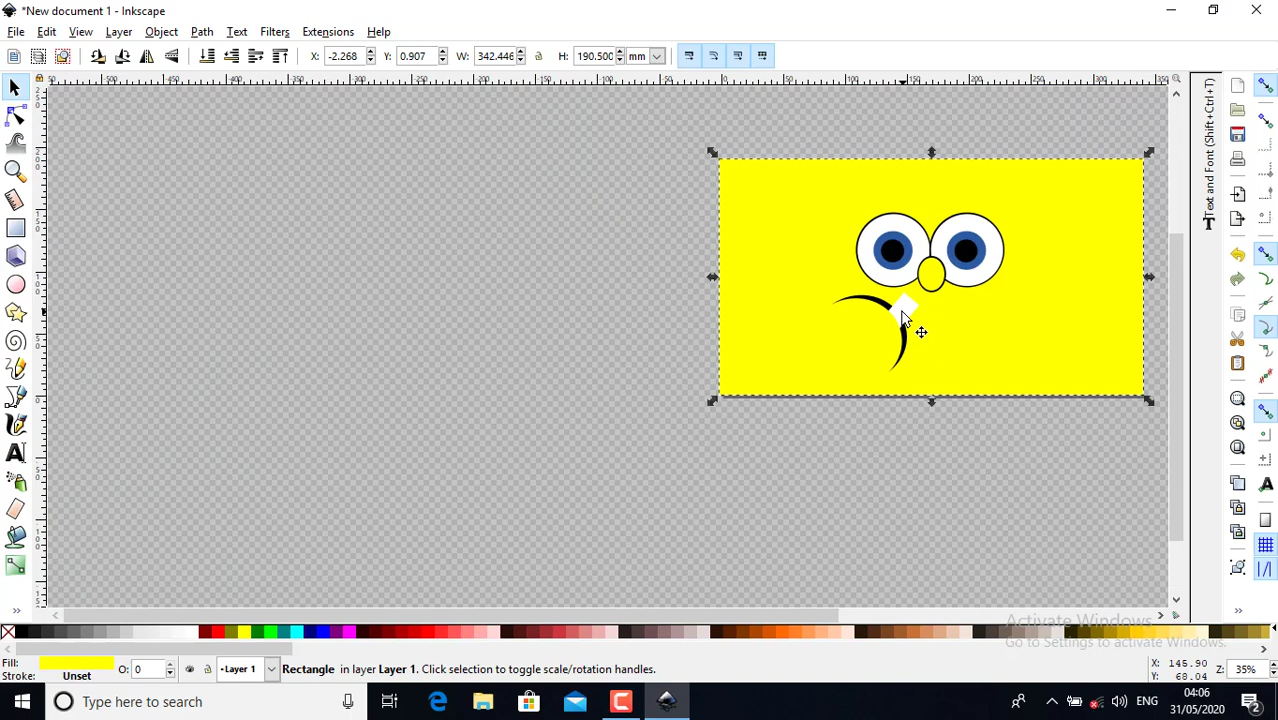 *New document 1 - Inkscape
File Edit View Layer Object Path Text Filters Extensions Help
X: -2.268 Y: 0.907 W: 342.446 H: 190.500 mm
Text and Font (Shift+Ctrl+T)
Activate Windows
Go to Settings to activate Windows.
Fill: O: 0 Layer 1 Rectangle in layer Layer 1. Click selection to toggle scale/rotation handles. X: 145.90 Z: 35%
Stroke: Unset Y: 68.04
Type here to search ENG 04:06
31/05/2020 2